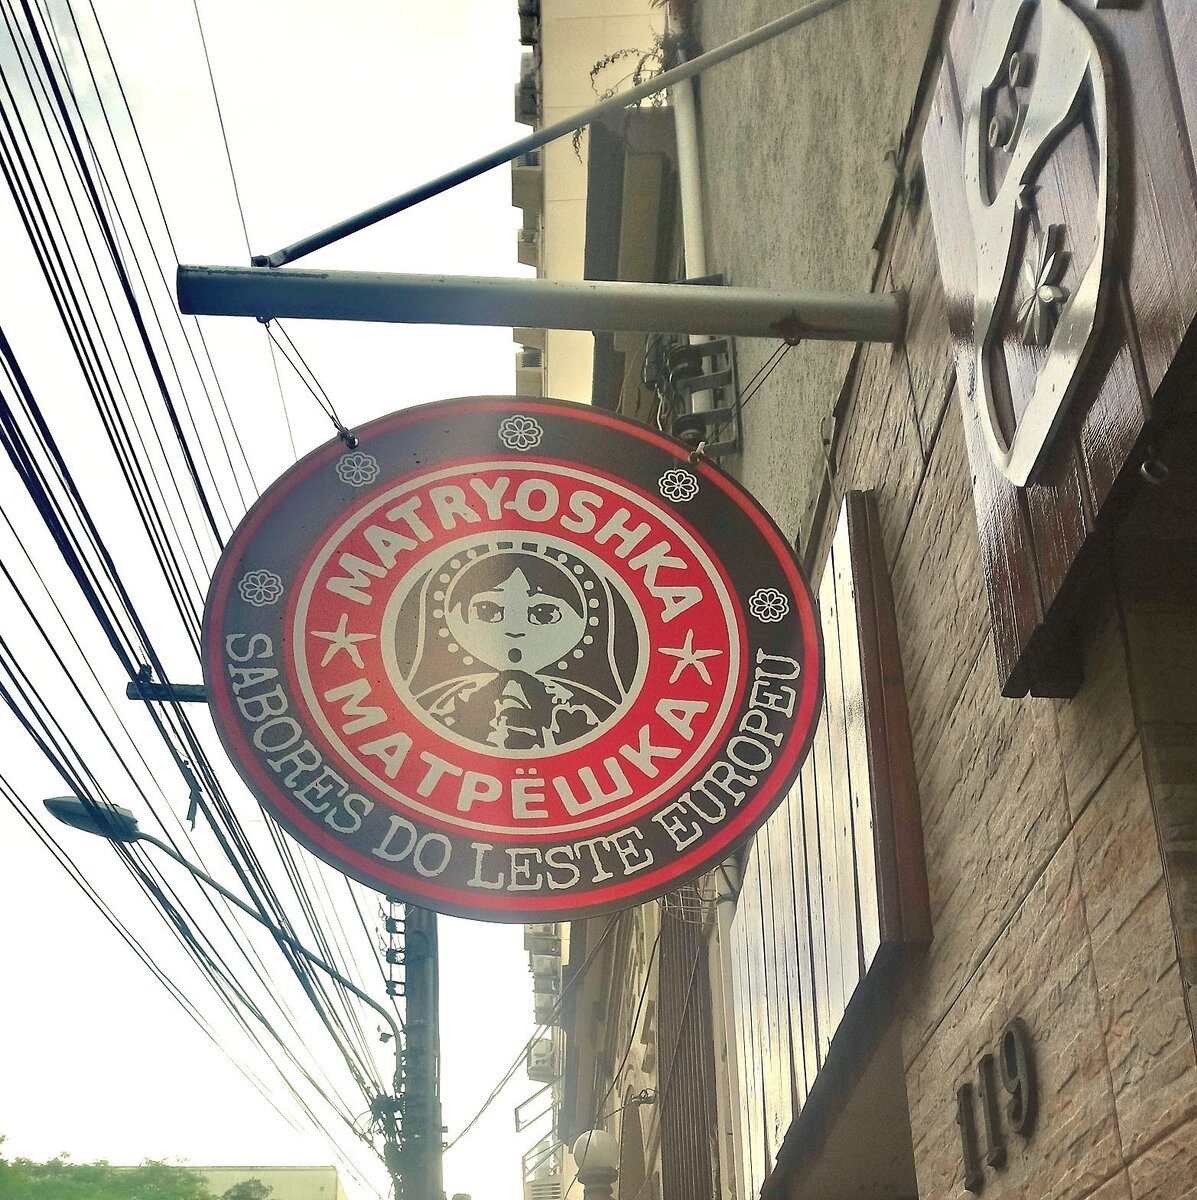 MATRYOSHKA
МАТРЁШКА
SABORES DO LESTE EUROPEU
119